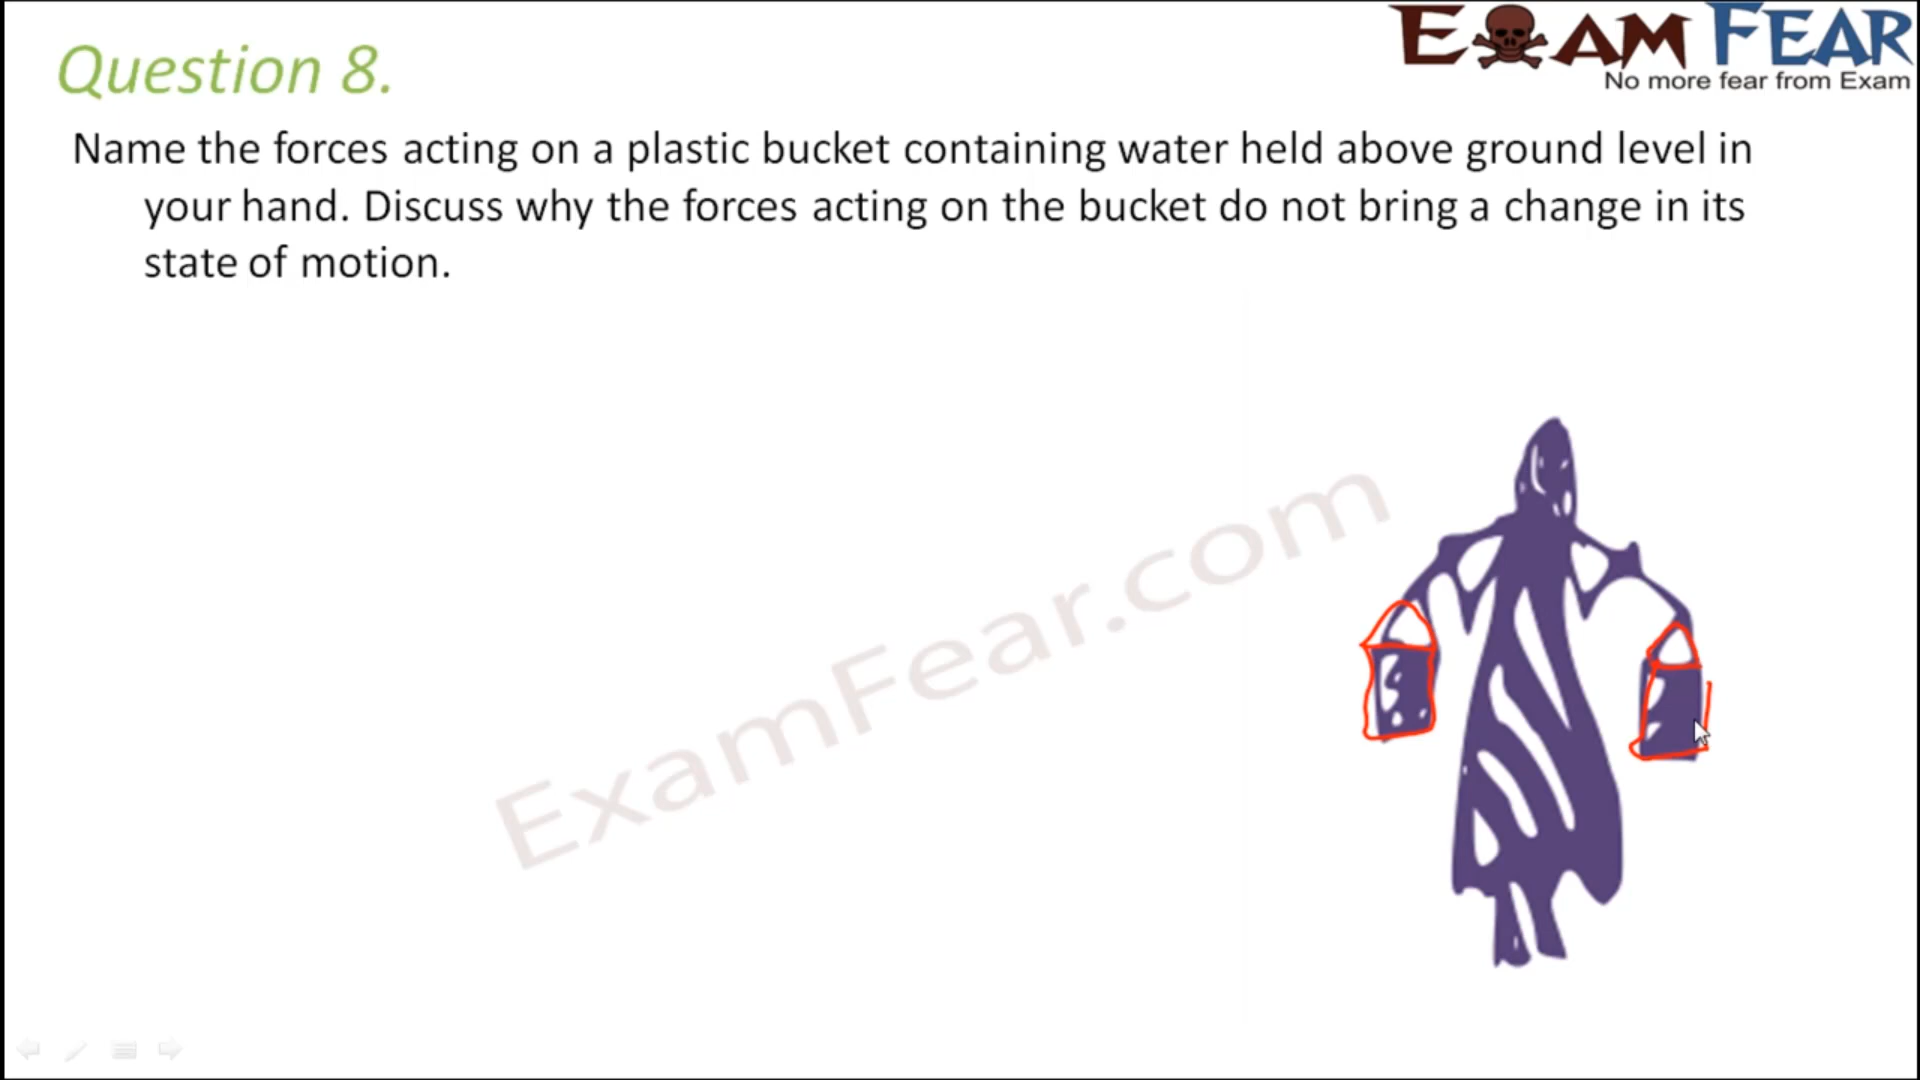 EXAM FEAR
No more fear from Exam
Question 8.
Name the forces acting on a plastic bucket containing water held above ground level in
your hand. Discuss why the forces acting on the bucket do not bring a change in its
state of motion.
ExamFear.com